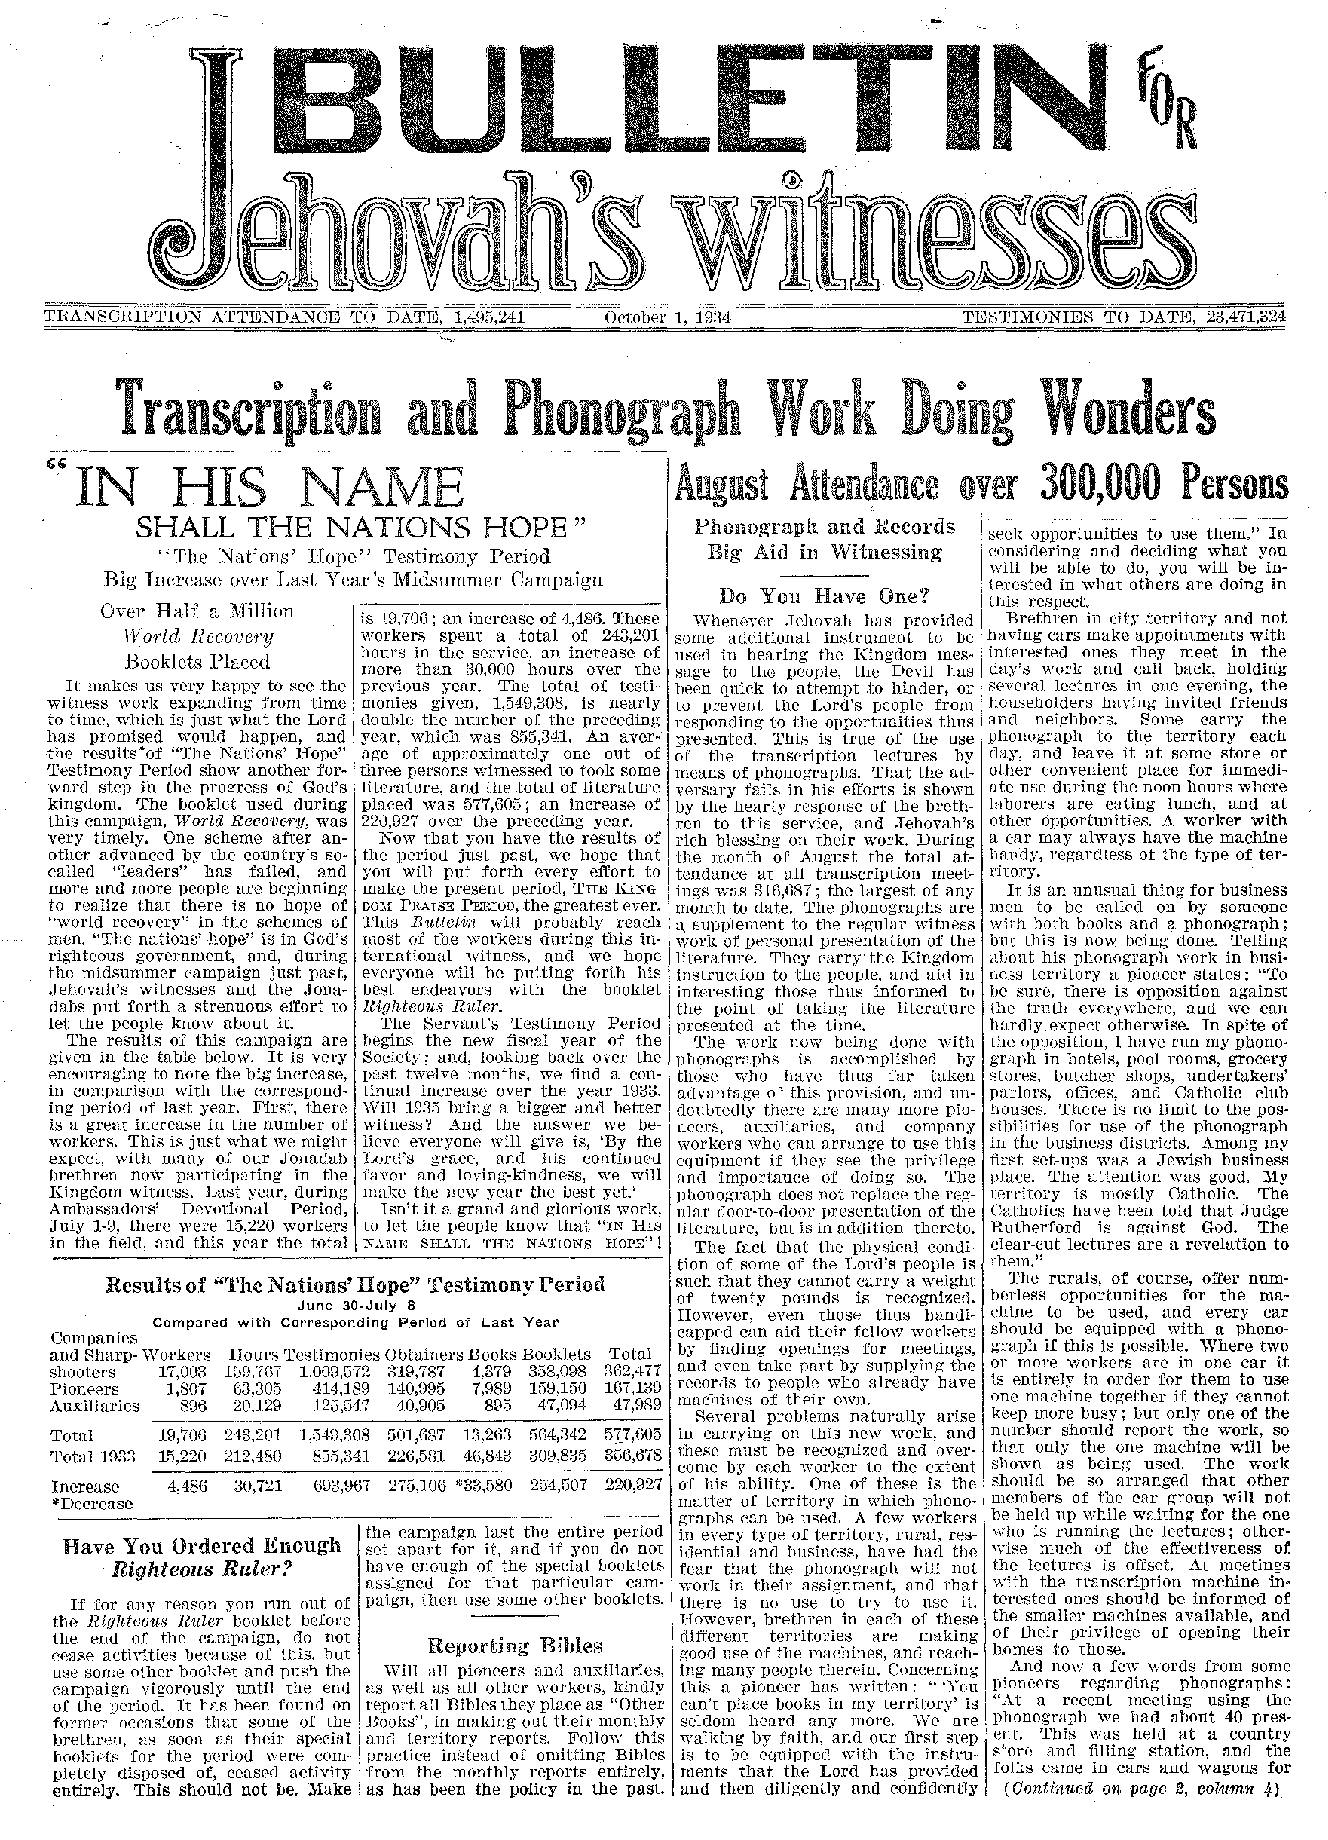 BULLETIN FOR
Jehovah's witnesses
TRANSCRIPTION ATTENDANCE TO DATE, 1,495,241 October 1, 1934 TESTIMONIES TO DATE, 23,471,324
Transcription and Phonograph Work Doing Wonders
"IN HIS NAME
SHALL THE NATIONS HOPE"
"The Nations' Hope" Testimony Period
Big Increase over Last Year's Midsummer Campaign
Over Half a Million
World Recovery
Booklets Placed
It makes us very happy to see the
witness work expanding from time
to time, which is just what the Lord
has promised would happen, and
the results of "The Nations' Hope"
Testimony Period show another for-
ward step in the progress of God's
kingdom. The booklet used during
this campaign, World Recovery, was
very timely. One scheme after an-
other advanced by the country's so-
called "leaders" has failed, and
more and more people are beginning
to realize that there is no hope of
"world recovery" in the schemes of
men. "The nations' hope" is in God's
righteous government, and, during
the midsummer campaign just past,
Jehovah's witnesses and the Jona-
dabs put forth a strenuous effort to
let the people know about it.
The results of this campaign are
given in the table below. It is very
encouraging to note the big increase,
in comparison with the correspond-
ing period of last year. First, there
is a great increase in the number of
workers. This is just what we might
expect, with many of our Jonadab
brethren now participating in the
Kingdom witness. Last year, during
Ambassadors' Devotional Period,
July 1-9, there were 15,220 workers
in the field, and this year the total
is 19,706; an increase of 4,486. These
workers spent a total of 243,201
hours in the service, an increase of
more than 30,000 hours over the
previous year. The total of testi-
monies given, 1,549,308, is nearly
double the number of the preceding
year, which was 855,341. An aver-
age of approximately one out of
three persons witnessed to took some
literature, and the total of literature
placed was 577,605; an increase of
220,927 over the preceding year.
Now that you have the results of
the period just past, we hope that
you will put forth every effort to
make the present period, THE KING-
DOM PRAISE PERIOD, the greatest ever.
This Bulletin will probably reach
most of the workers during this in-
ternational witness, and we hope
everyone will be putting forth his
best endeavors with the booklet
Righteous Ruler.
The Servant's Testimony Period
begins the new fiscal year of the
Society; and, looking back over the
past twelve months, we find a con-
tinual increase over the year 1933.
Will 1935 bring a bigger and better
witness? And the answer we be-
lieve everyone will give is, 'By the
Lord's grace, and his continued
favor and loving-kindness, we will
make the new year the best yet.'
Isn't it a grand and glorious work,
to let the people know that "IN HIS
NAME SHALL THE NATIONS HOPE"!
Results of "The Nations' Hope" Testimony Period
June 30-July 8
Compared with Corresponding Period of Last Year
Companies
and Sharp- Workers Hours Testimonies Obtainers Books Booklets Total
shooters 17,003 159,767 1,009,572 319,787 4,379 358,098 362,477
Pioneers 1,807 63,305 414,189 140,995 7,989 159,150 167,139
Auxiliaries 896 20,129 125,547 40,905 895 47,094 47,989
Total 19,706 243,201 1,549,308 501,687 13,263 564,342 577,605
Total 1933 15,220 212,480 855,341 226,581 46,843 309,835 356,678
Increase 4,486 30,721 693,967 275,106 *33,580 254,507 220,927
*Decrease
Have You Ordered Enough
Righteous Ruler?
If for any reason you run out of
the Righteous Ruler booklet before
the end of the campaign, do not
cease activities because of this, but
use some other booklet and push the
campaign vigorously until the end
of the period. It has been found on
former occasions that some of the
brethren, as soon as their special
booklets for the period were com-
pletely disposed of, ceased activity
entirely. This should not be. Make
the campaign last the entire period
set apart for it, and if you do not
have enough of the special booklets
assigned for that particular cam-
paign, then use some other booklets.
Reporting Bibles
Will all pioneers and auxiliaries,
as well as all other workers, kindly
report all Bibles they place as "Other
Books", in making out their monthly
and territory reports. Follow this
practice instead of omitting Bibles
from the monthly reports entirely,
as has been the policy in the past.
August Attendance over 300,000 Persons
Phonograph and Records
Big Aid in Witnessing
Do You Have One?
Whenever Jehovah has provided
some additional instrument to be
used in bearing the Kingdom mes-
sage to the people, the Devil has
been quick to attempt to hinder, or
to prevent the Lord's people from
responding to the opportunities thus
presented. This is true of the use
of the transcription lectures by
means of phonographs. That the ad-
versary fails in his efforts is shown
by the hearty response of the breth-
ren to this service, and Jehovah's
rich blessing on their work. During
the month of August the total at-
tendance at all transcription meet-
ings was 316,687; the largest of any
month to date. The phonographs are
a supplement to the regular witness
work of personal presentation of the
literature. They carry the Kingdom
instruction to the people, and aid in
interesting those thus informed to
the point of taking the literature
presented at the time.
The work now being done with
phonographs is accomplished by
those who have thus far taken
advantage of this provision, and un-
doubtedly there are many more pio-
neers, auxiliaries, and company
workers who can arrange to use this
equipment if they see the privilege
and importance of doing so. The
phonograph does not replace the reg-
ular door-to-door presentation of the
literature, but is in addition thereto.
The fact that the physical condi-
tion of some of the Lord's people is
such that they cannot carry a weight
of twenty pounds is recognized.
However, even those thus handi-
capped can aid their fellow workers
by finding openings for meetings,
and even take part by supplying the
records to people who already have
machines of their own.
Several problems naturally arise
in carrying on this new work, and
these must be recognized and over-
come by each worker to the extent
of his ability. One of these is the
matter of territory in which phono-
graphs can be used. A few workers
in every type of territory, rural, res-
idential and business, have had the
fear that the phonograph will not
work in their assignment, and that
there is no use to try to use it.
However, brethren in each of these
different territories are making
good use of the machines, and reach-
ing many people therein. Concerning
this a pioneer has written: "'You
can't place books in my territory' is
seldom heard any more. We are
walking by faith, and our first step
is to be equipped with the instru-
ments that the Lord has provided
and then diligently and confidently
seek opportunities to use them." In
considering and deciding what you
will be able to do, you will be in-
terested in what others are doing in
this respect.
Brethren in city territory and not
having cars make appointments with
interested ones they meet in the
day's work and call back, holding
several lectures in one evening, the
householders having invited friends
and neighbors. Some carry the
phonograph to the territory each
day, and leave it at some store or
other convenient place for immedi-
ate use during the noon hours where
laborers are eating lunch, and at
other opportunities. A worker with
a car may always have the machine
handy, regardless of the type of ter-
ritory.
It is an unusual thing for business
men to be called on by someone
with both books and a phonograph;
but this is now being done. Telling
about his phonograph work in busi-
ness territory a pioneer states: "To
be sure, there is opposition against
the truth everywhere, and we can
hardly expect otherwise. In spite of
the opposition, I have run my phono-
graph in hotels, pool rooms, grocery
stores, butcher shops, undertakers'
parlors, offices, and Catholic club
houses. There is no limit to the pos-
sibilities for use of the phonograph
in the business districts. Among my
first set-ups was a Jewish business
place. The attention was good. My
territory is mostly Catholic. The
Catholics have been told that Judge
Rutherford is against God. The
clear-cut lectures are a revelation to
them."
The rurals, of course, offer num-
berless opportunities for the ma-
chine to be used, and every car
should be equipped with a phono-
graph if this is possible. Where two
or more workers are in one car it
is entirely in order for them to use
one machine together if they cannot
keep more busy; but only one of the
number should report the work, so
that only the one machine will be
shown as being used. The work
should be so arranged that other
members of the car group will not
be held up while waiting for the one
who is running the lectures; other-
wise much of the effectiveness of
the lectures is offset. At meetings
with the transcription machine in-
terested ones should be informed of
the smaller machines available, and
of their privilege of opening their
homes to those.
And now a few words from some
pioneers regarding phonographs:
"At a recent meeting using the
phonograph we had about 40 pres-
ent. This was held at a country
store and filling station, and the
folks came in cars and wagons for
(Continued on page 2, column 4)